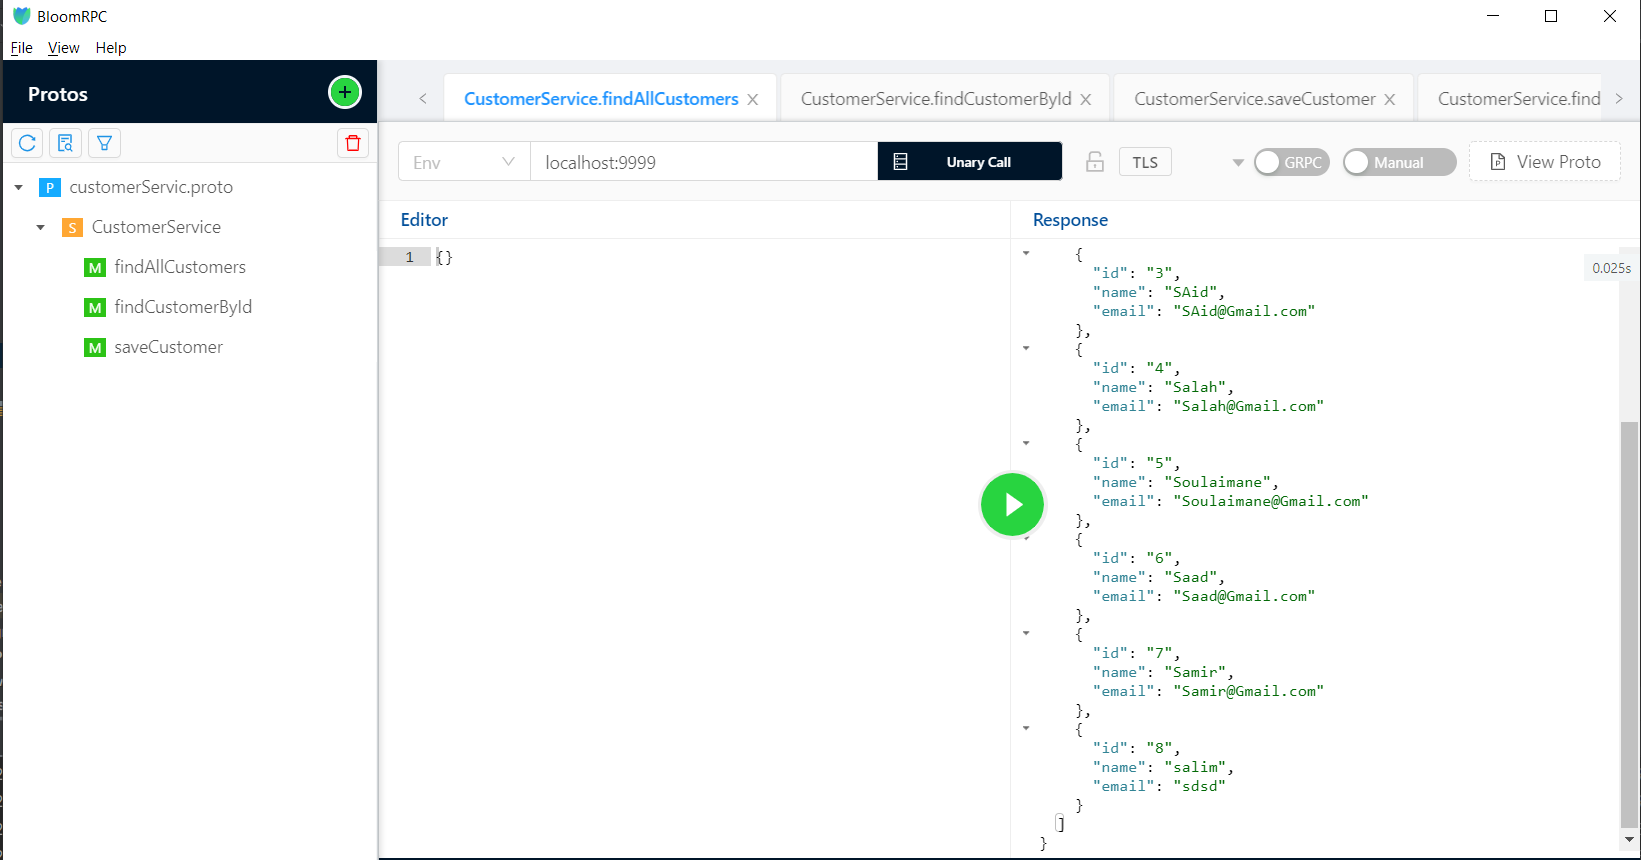 BloomRPC
File View Help
Protos
CustomerService.findAllCustomers
CustomerService.findCustomerById
CustomerService.saveCustomer
CustomerService.find
Env
localhost:9999
Unary Call
TLS
GRPC
Manual
View Proto
P customerServic.proto
S CustomerService
M findAllCustomers
M findCustomerById
M saveCustomer
Editor
1 {}
Response
0.025s
{
"id": "3",
"name": "SAid",
"email": "SAid@Gmail.com"
},
{
"id": "4",
"name": "Salah",
"email": "Salah@Gmail.com"
},
{
"id": "5",
"name": "Soulaimane",
"email": "Soulaimane@Gmail.com"
},
{
"id": "6",
"name": "Saad",
"email": "Saad@Gmail.com"
},
{
"id": "7",
"name": "Samir",
"email": "Samir@Gmail.com"
},
{
"id": "8",
"name": "salim",
"email": "sdsd"
}
]
}